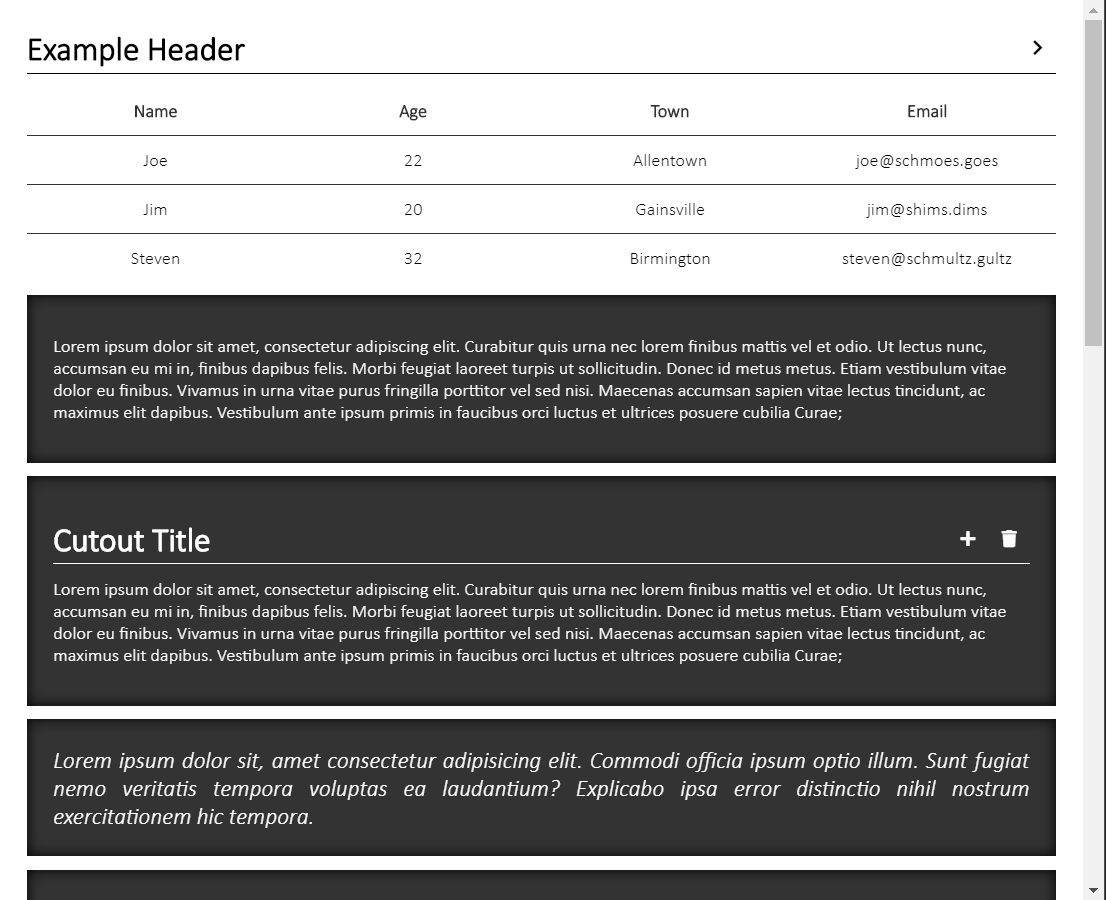 Example Header
Name Age Town Email
Joe 22 Allentown joe@schmoes.goes
Jim 20 Gainsville jim@shims.dims
Steven 32 Birmington steven@schmultz.gultz
Lorem ipsum dolor sit amet, consectetur adipiscing elit. Curabitur quis urna nec lorem finibus mattis vel et odio. Ut lectus nunc,
accumsan eu mi in, finibus dapibus felis. Morbi feugiat laoreet turpis ut sollicitudin. Donec id metus metus. Etiam vestibulum vitae
dolor eu finibus. Vivamus in urna vitae purus fringilla porttitor vel sed nisi. Maecenas accumsan sapien vitae lectus tincidunt, ac
maximus elit dapibus. Vestibulum ante ipsum primis in faucibus orci luctus et ultrices posuere cubilia Curae;
Cutout Title
Lorem ipsum dolor sit amet, consectetur adipiscing elit. Curabitur quis urna nec lorem finibus mattis vel et odio. Ut lectus nunc,
accumsan eu mi in, finibus dapibus felis. Morbi feugiat laoreet turpis ut sollicitudin. Donec id metus metus. Etiam vestibulum vitae
dolor eu finibus. Vivamus in urna vitae purus fringilla porttitor vel sed nisi. Maecenas accumsan sapien vitae lectus tincidunt, ac
maximus elit dapibus. Vestibulum ante ipsum primis in faucibus orci luctus et ultrices posuere cubilia Curae;
Lorem ipsum dolor sit, amet consectetur adipisicing elit. Commodi officia ipsum optio illum. Sunt fugiat
nemo veritatis tempora voluptas ea laudantium? Explicabo ipsa error distinctio nihil nostrum
exercitationem hic tempora.